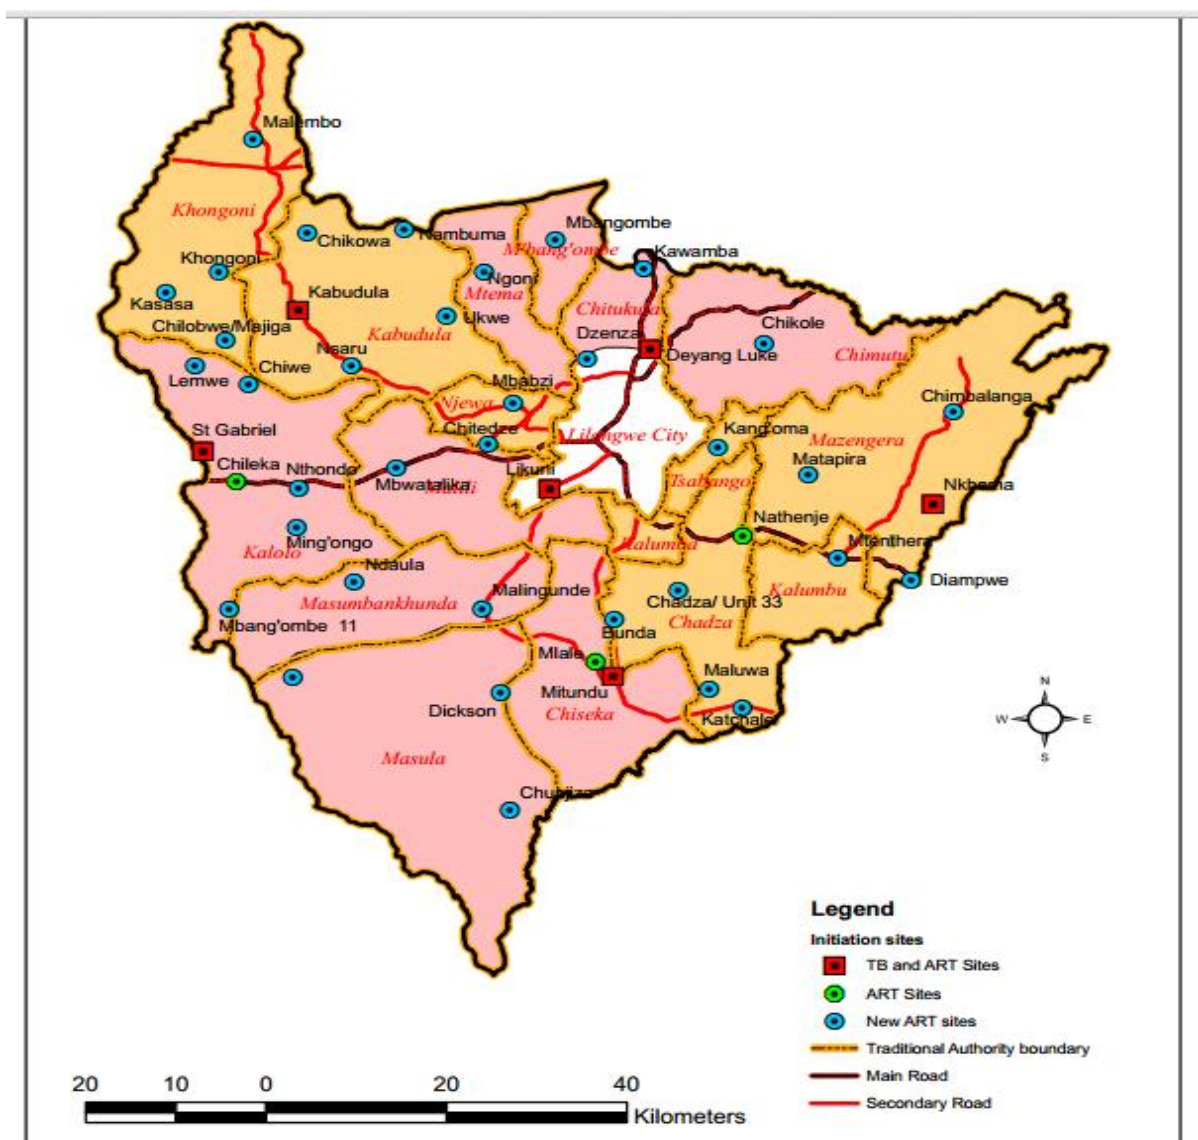 Malembo
Khongoni
Mbangombe
Chikowa
Nambuma
M'bang'ombe
Kawamba
Khongoni
Ngoni
Mtema
Kasasa
Kabudula
Chitukula
Ukwe
Chilobwe/Majiga
Kabudula
Dzenza
Chikole
Nsaru
Deyang Luke
Chimutu
Lemwe
Chiwe
Mbabzi
Njewa
Chimbalanga
St Gabriel
Chitedze
Lilongwe City
Kang'oma
Mazengera
Chileka
Nthondo
Mbwatalika
Likuni
Tsabango
Matapira
Nkhoma
Nathenje
Ming'ongo
Kalolo
Kalumba
Mtenthera
Ndaula
Diampwe
Masumbankhunda
Malingunde
Chadza/ Unit 33
Kalumbu
Mbang'ombe 11
Bunda
Chadza
Mlale
Maluwa
Dickson
Mitundu
Chiseka
Katchale
Masula
N
W
E
S
Legend
Initiation sites
TB and ART Sites
ART Sites
New ART sites
Traditional Authority boundary
Main Road
Secondary Road
20 10 0 20 40
Kilometers